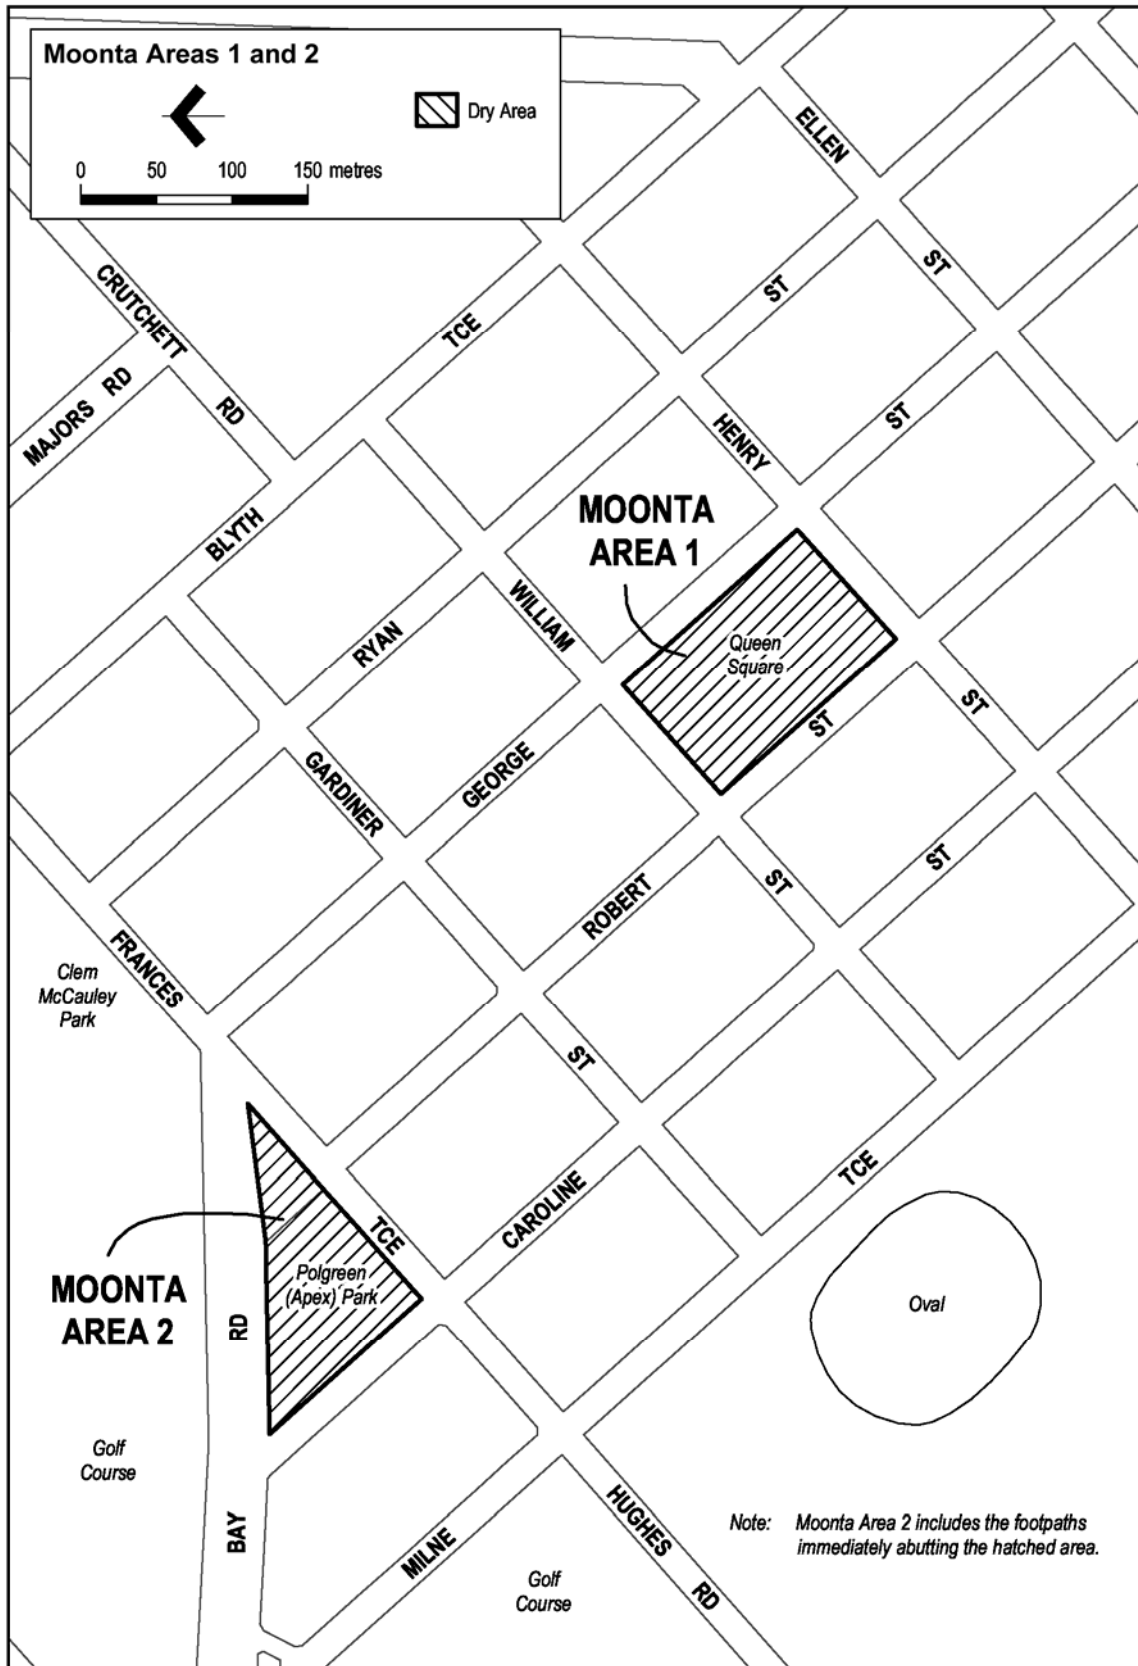 Moonta Areas 1 and 2
Dry Area
0 50 100 150 metres
ELLEN
ST
CRUTCHETT
RD
MAJORS RD
TCE
ST
ST
HENRY
BLYTH
MOONTA
AREA 1
WILLIAM
RYAN
Queen
Square
ST
ST
GEORGE
GARDINER
ST
ST
ROBERT
FRANCES
Clem
McCauley
Park
ST
TCE
CAROLINE
TCE
MOONTA
AREA 2
Polgreen
(Apex) Park
RD
Oval
Golf
Course
BAY
MILNE
HUGHES
RD
Golf
Course
Note: Moonta Area 2 includes the footpaths
immediately abutting the hatched area.